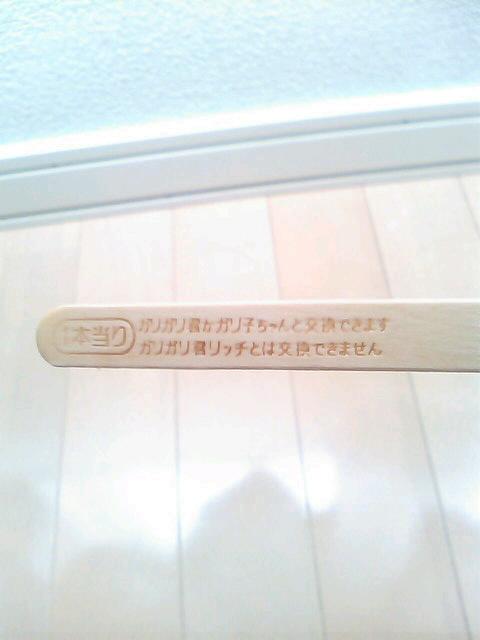 1本当り
ガリガリ君かガリ子ちゃんと交換できます
ガリガリ君リッチとは交換できません